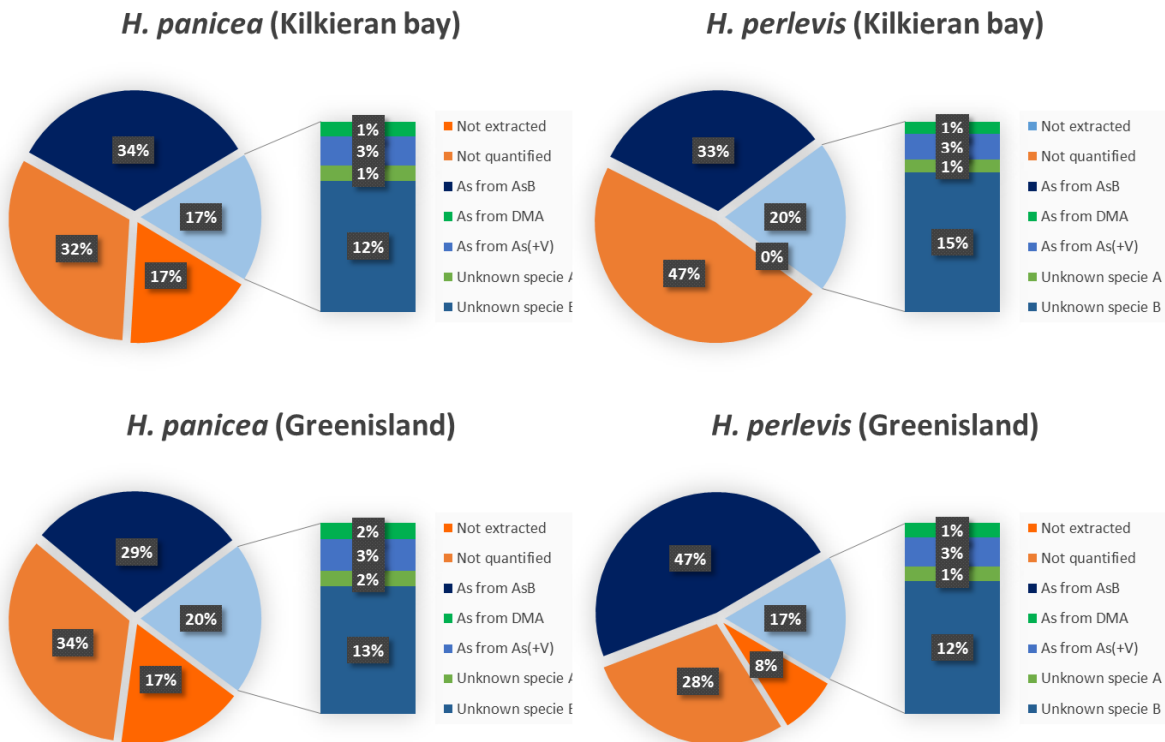 H. panicea (Kilkieran bay)
34%
17%
32%
17%
1%
3%
1%
12%
Not extracted
Not quantified
As from AsB
As from DMA
As from As(+V)
Unknown specie A
Unknown specie B
H. perlevis (Kilkieran bay)
33%
20%
0%
47%
1%
3%
1%
15%
Not extracted
Not quantified
As from AsB
As from DMA
As from As(+V)
Unknown specie A
Unknown specie B
H. panicea (Greenisland)
29%
20%
34%
17%
2%
3%
2%
13%
Not extracted
Not quantified
As from AsB
As from DMA
As from As(+V)
Unknown specie A
Unknown specie B
H. perlevis (Greenisland)
47%
17%
8%
28%
1%
3%
1%
12%
Not extracted
Not quantified
As from AsB
As from DMA
As from As(+V)
Unknown specie A
Unknown specie B